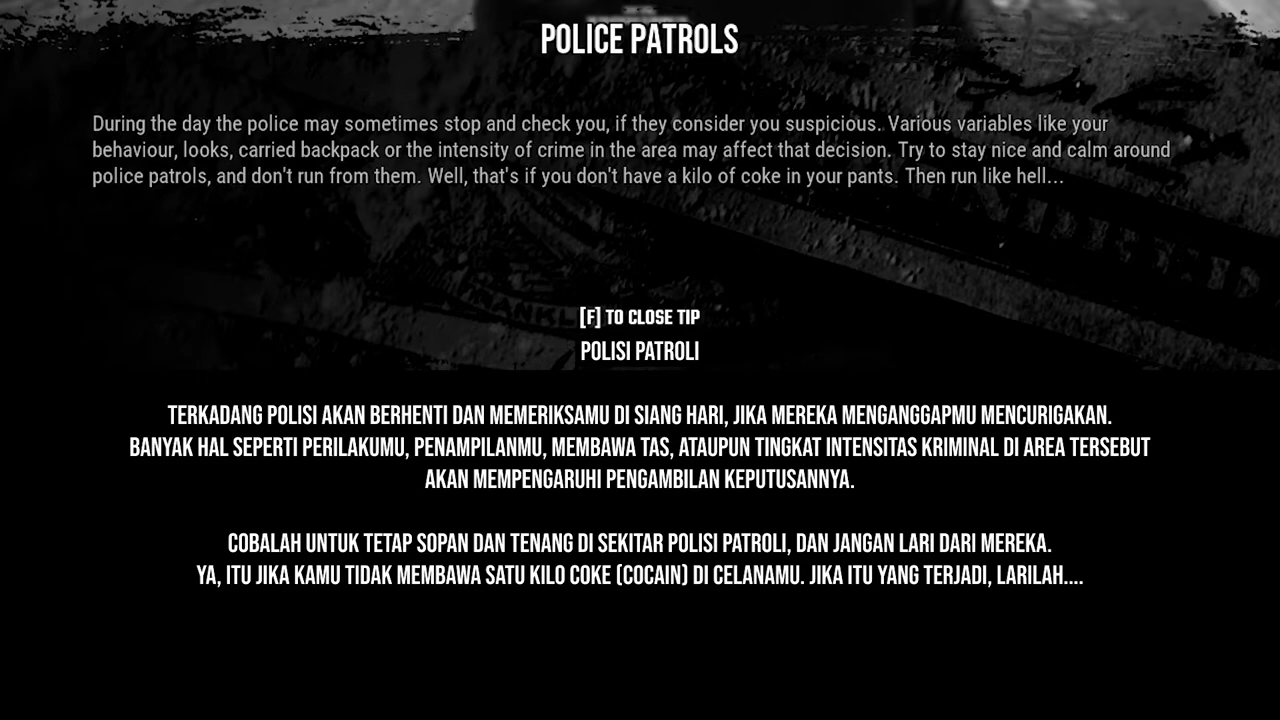 POLICE PATROLS
During the day the police may sometimes stop and check you, if they consider you suspicious. Various variables like your
behaviour, looks, carried backpack or the intensity of crime in the area may affect that decision. Try to stay nice and calm around
police patrols, and don't run from them. Well, that's if you don't have a kilo of coke in your pants. Then run like hell...
[F] TO CLOSE TIP
POLISI PATROLI
TERKADANG POLISI AKAN BERHENTI DAN MEMERIKSAMU DI SIANG HARI, JIKA MEREKA MENGANGGAPMU MENCURIGAKAN.
BANYAK HAL SEPERTI PERILAKUMU, PENAMPILANMU, MEMBAWA TAS, ATAUPUN TINGKAT INTENSITAS KRIMINAL DI AREA TERSEBUT
AKAN MEMPENGARUHI PENGAMBILAN KEPUTUSANNYA.
COBALAH UNTUK TETAP SOPAN DAN TENANG DI SEKITAR POLISI PATROLI, DAN JANGAN LARI DARI MEREKA.
YA, ITU JIKA KAMU TIDAK MEMBAWA SATU KILO COKE (COCAIN) DI CELANAMU. JIKA ITU YANG TERJADI, LARILAH....